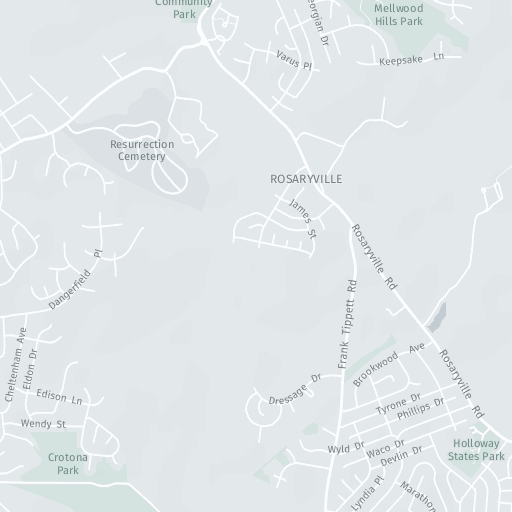 Community
Park
Mellwood
Hills Park
Georgian Dr
Varus Pl
Keepsake Ln
Resurrection
Cemetery
ROSARYVILLE
James St
Rosaryville Rd
Dangerfield Pl
Frank Tippett Rd
Cheltenham Ave
Eldon Dr
Brookwood Ave
Rosaryville Rd
Dressage Dr
Edison Ln
Tyrone Dr
Phillips Dr
Wendy St
Wyld Dr
Waco Dr
Devlin Dr
Holloway
States Park
Crotona
Park
Lyndia Pl
Marathon